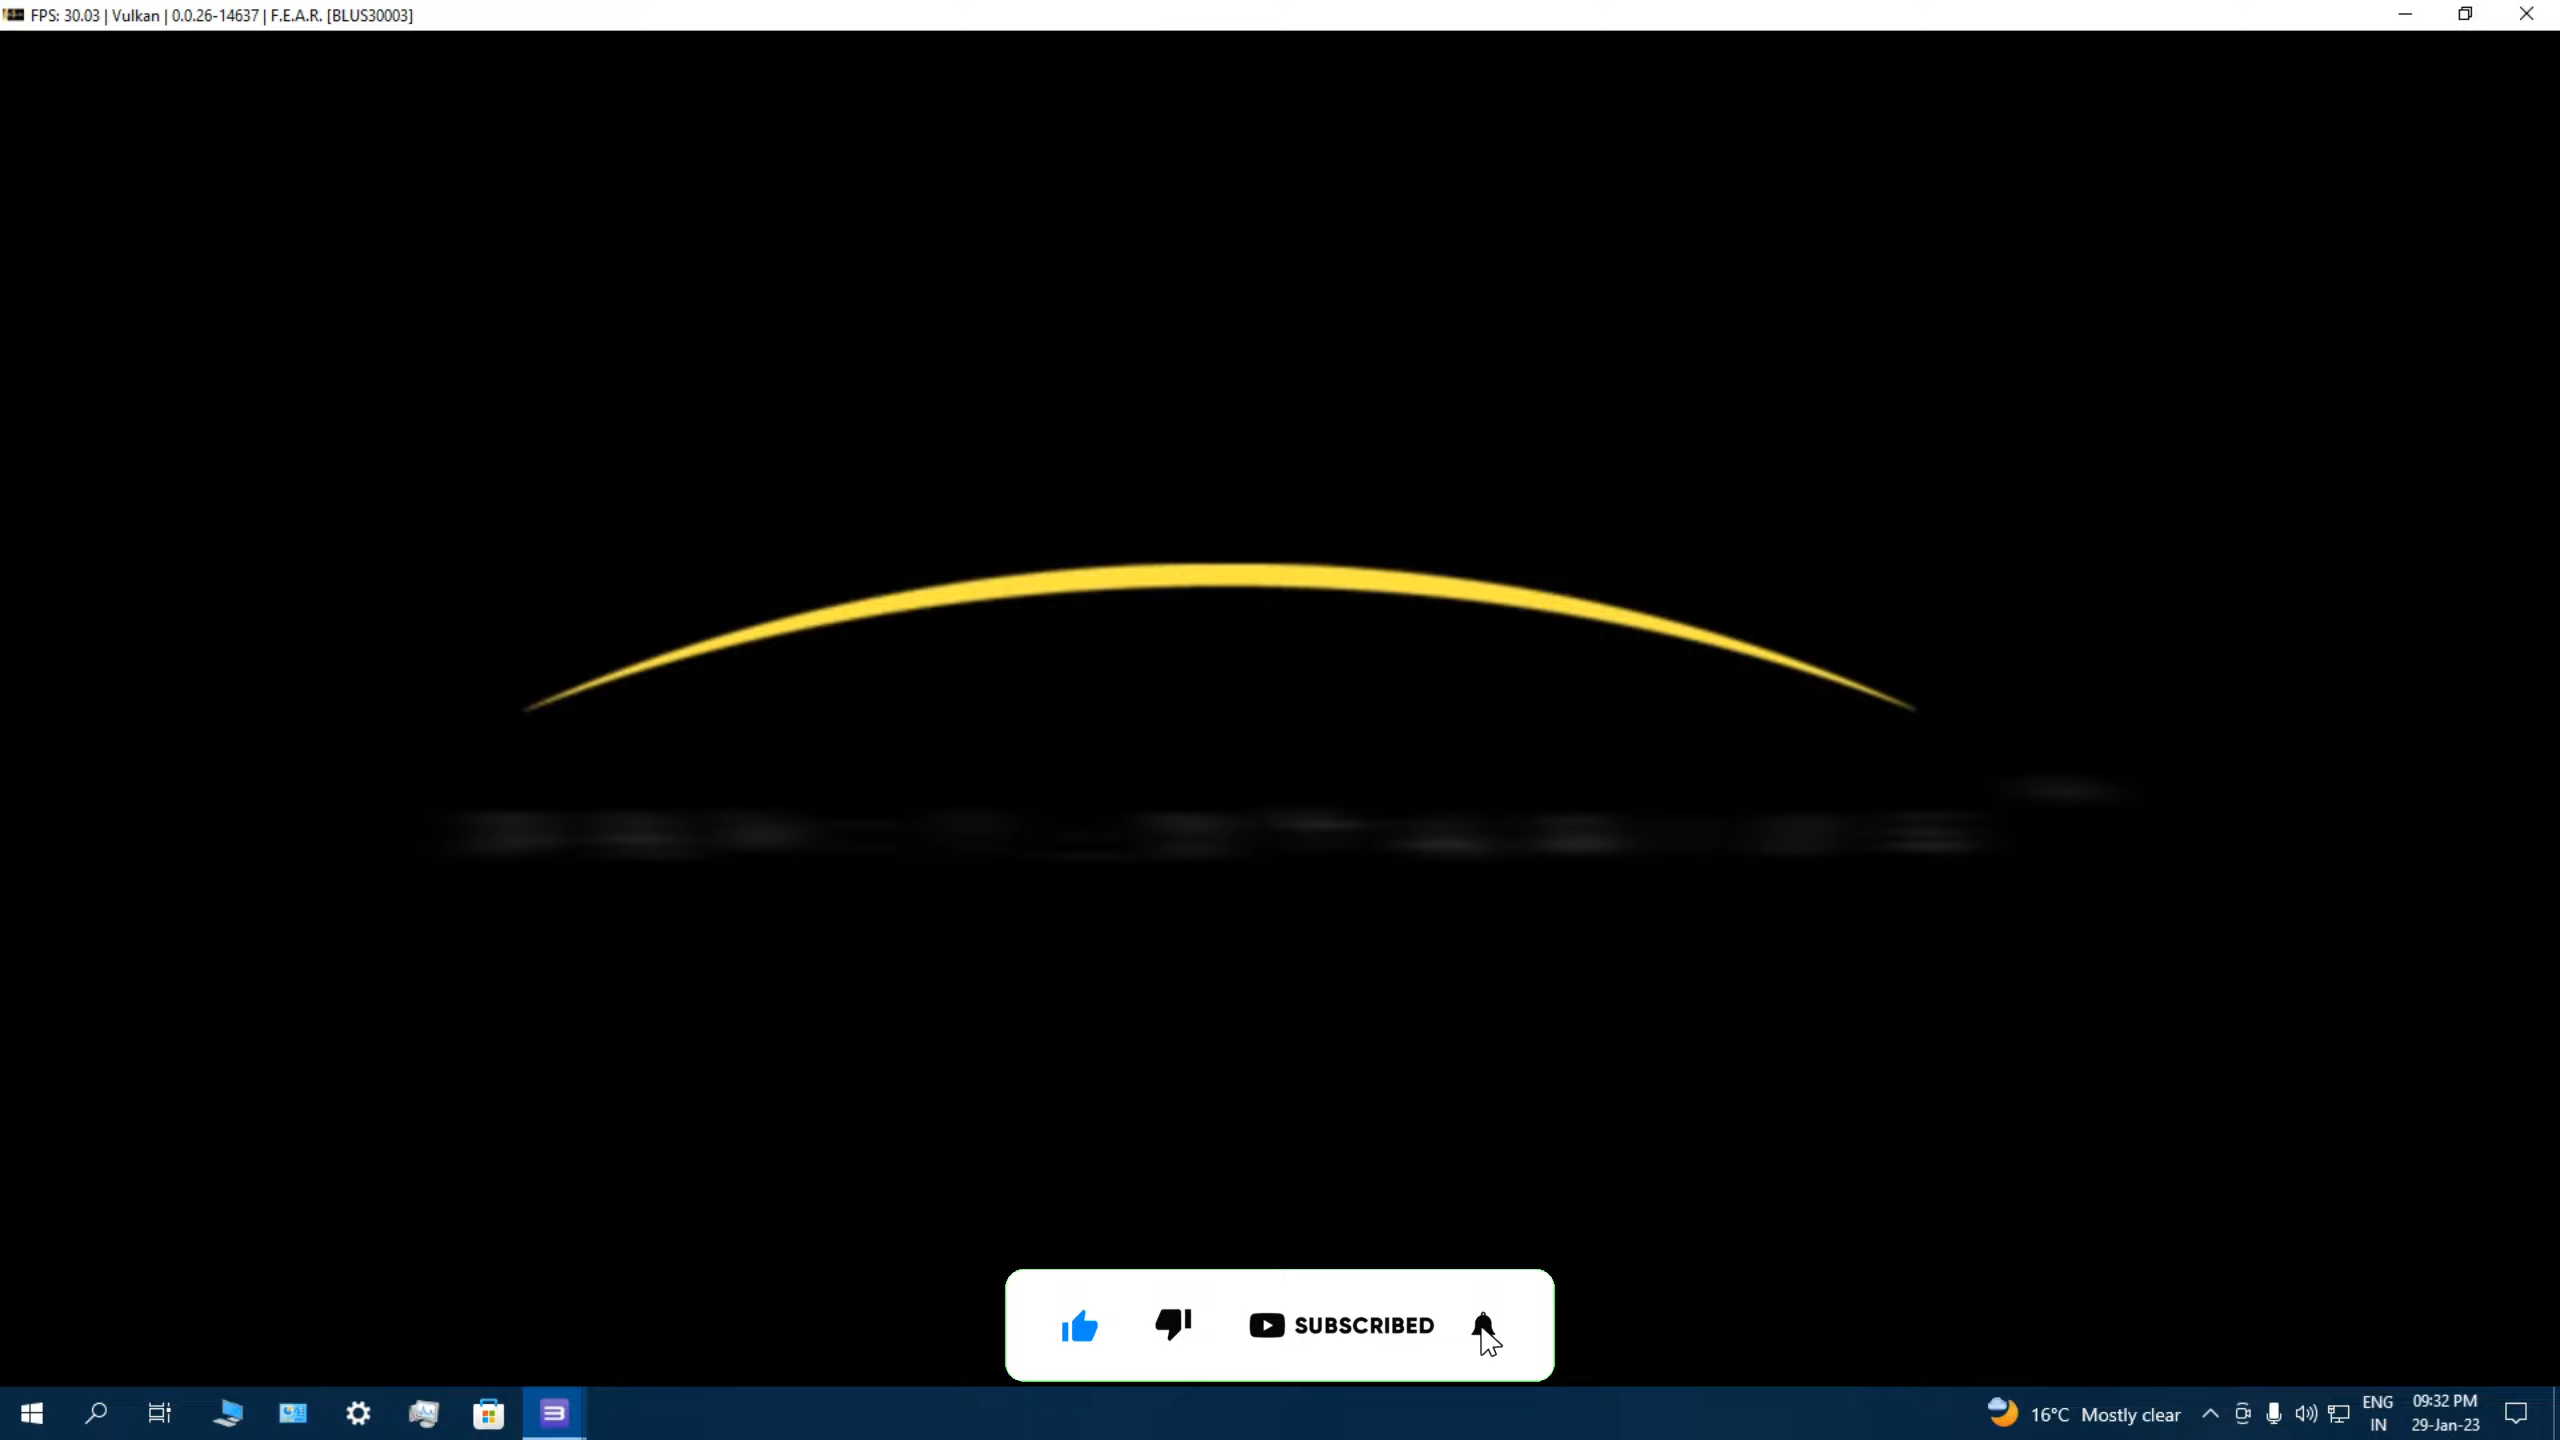 FPS: 30.03 | Vulkan | 0.0.26-14637 | F.E.A.R. [BLUS30003]
SUBSCRIBED
16°C Mostly clear
ENG
IN
09:32 PM
29-Jan-23